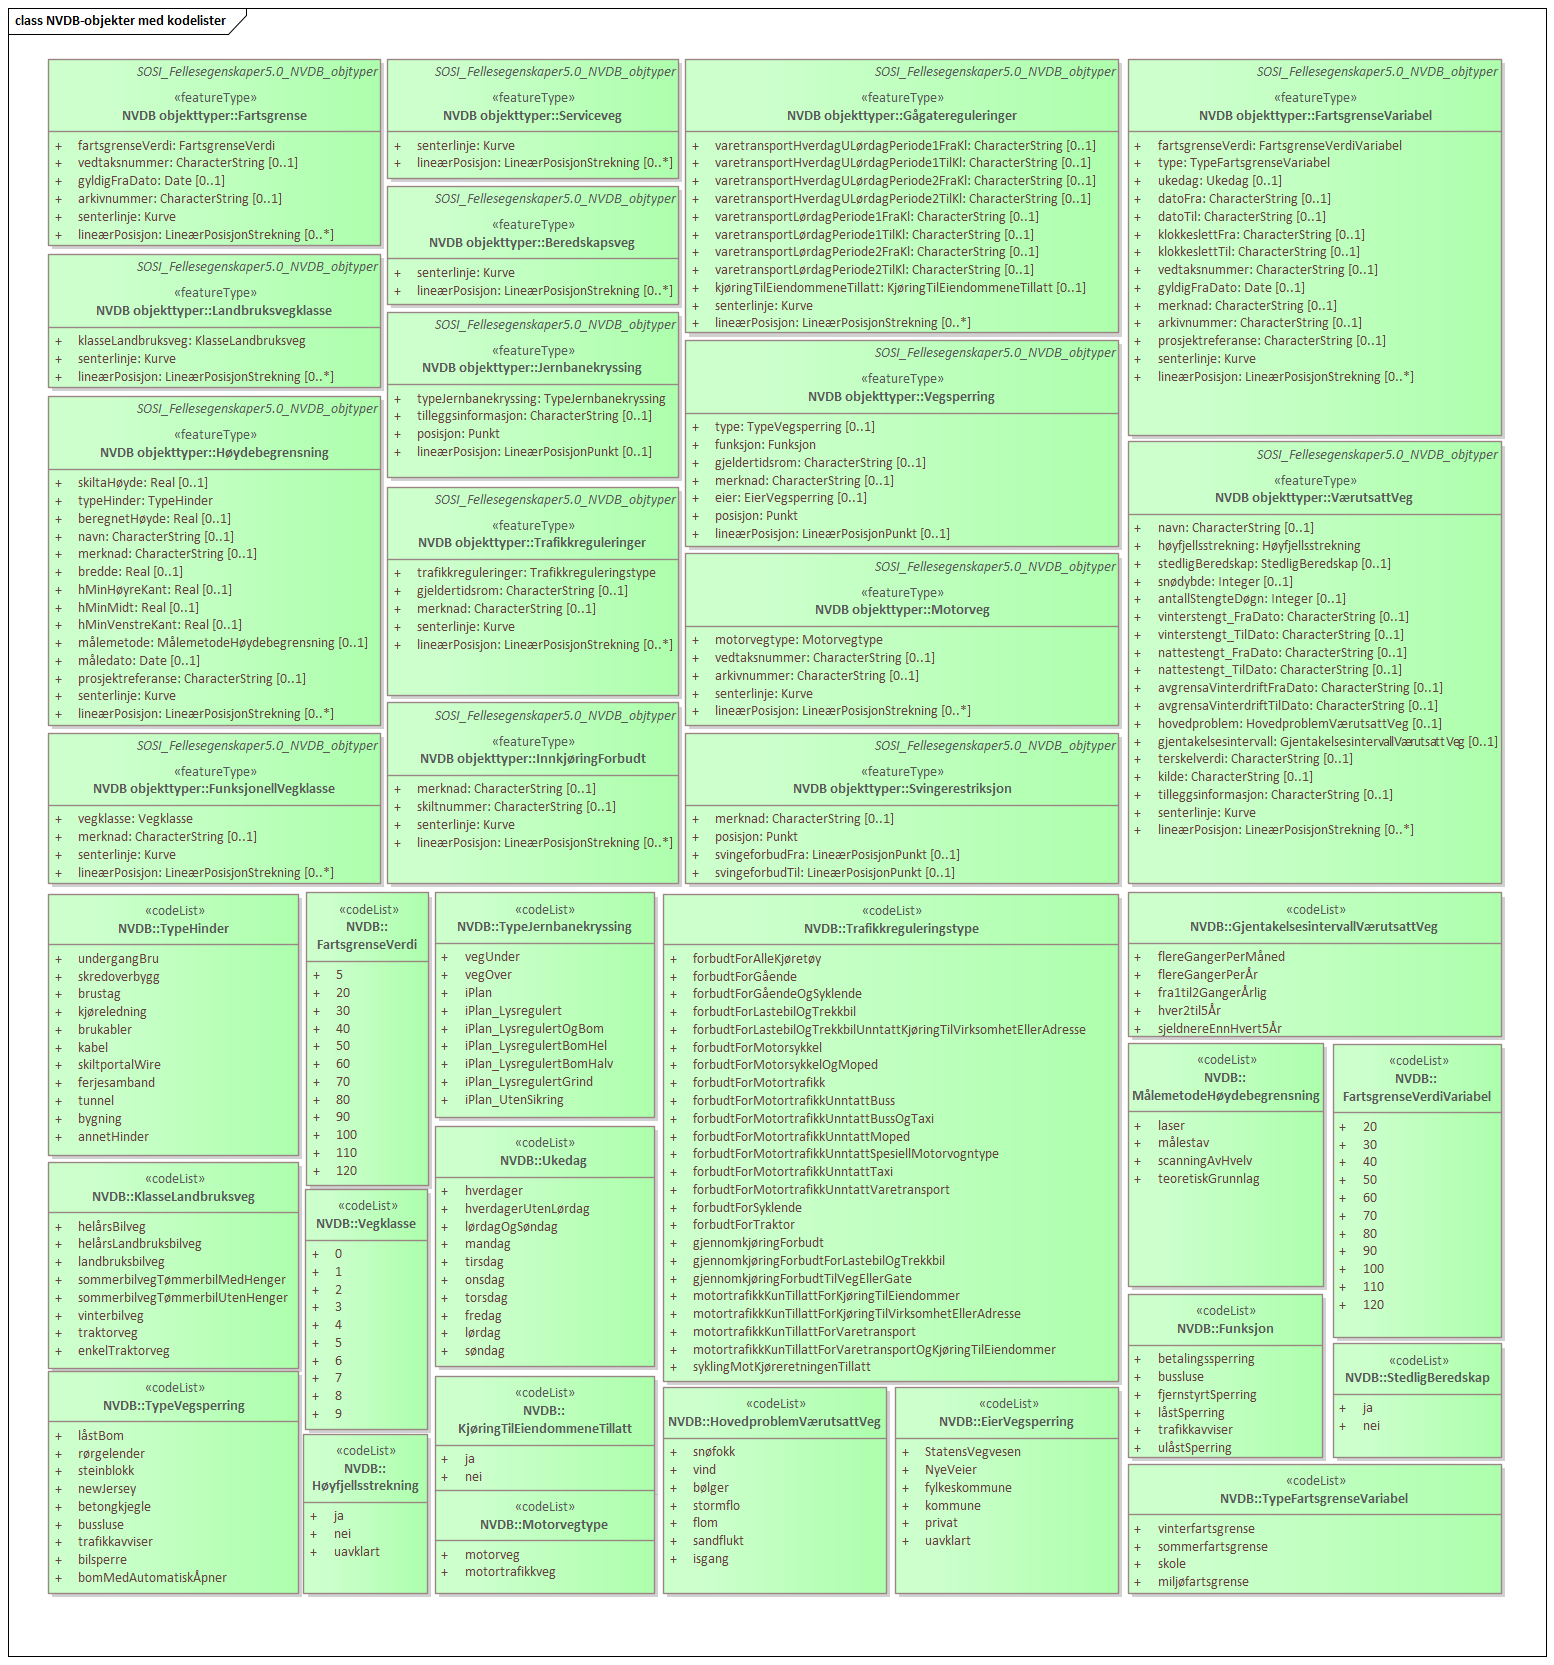 class NVDB-objekter med kodelister
SOSI_Fellesegenskaper5.0_NVDB_objtyper
«featureType»
NVDB objekttyper::Fartsgrense
+ fartsgrenseVerdi: FartsgrenseVerdi
+ vedtaksnummer: CharacterString [0..1]
+ gyldigFraDato: Date [0..1]
+ arkivnummer: CharacterString [0..1]
+ senterlinje: Kurve
+ lineærPosisjon: LineærPosisjonStrekning [0..*]
SOSI_Fellesegenskaper5.0_NVDB_objtyper
«featureType»
NVDB objekttyper::Landbruksvegklasse
+ klasseLandbruksveg: KlasseLandbruksveg
+ senterlinje: Kurve
+ lineærPosisjon: LineærPosisjonStrekning [0..*]
SOSI_Fellesegenskaper5.0_NVDB_objtyper
«featureType»
NVDB objekttyper::Høydebegrensning
+ skiltaHøyde: Real [0..1]
+ typeHinder: TypeHinder
+ beregnetHøyde: Real [0..1]
+ navn: CharacterString [0..1]
+ merknad: CharacterString [0..1]
+ bredde: Real [0..1]
+ hMinHøyreKant: Real [0..1]
+ hMinMidt: Real [0..1]
+ hMinVenstreKant: Real [0..1]
+ målemetode: MålemetodeHøydebegrensning [0..1]
+ måledato: Date [0..1]
+ prosjektreferanse: CharacterString [0..1]
+ senterlinje: Kurve
+ lineærPosisjon: LineærPosisjonStrekning [0..*]
SOSI_Fellesegenskaper5.0_NVDB_objtyper
«featureType»
NVDB objekttyper::FunksjonellVegklasse
+ vegklasse: Vegklasse
+ merknad: CharacterString [0..1]
+ senterlinje: Kurve
+ lineærPosisjon: LineærPosisjonStrekning [0..*]
SOSI_Fellesegenskaper5.0_NVDB_objtyper
«featureType»
NVDB objekttyper::Serviceveg
+ senterlinje: Kurve
+ lineærPosisjon: LineærPosisjonStrekning [0..*]
SOSI_Fellesegenskaper5.0_NVDB_objtyper
«featureType»
NVDB objekttyper::Beredskapsveg
+ senterlinje: Kurve
+ lineærPosisjon: LineærPosisjonStrekning [0..*]
SOSI_Fellesegenskaper5.0_NVDB_objtyper
«featureType»
NVDB objekttyper::Jernbanekryssing
+ typeJernbanekryssing: TypeJernbanekryssing
+ tilleggsinformasjon: CharacterString [0..1]
+ posisjon: Punkt
+ lineærPosisjon: LineærPosisjonPunkt [0..1]
SOSI_Fellesegenskaper5.0_NVDB_objtyper
«featureType»
NVDB objekttyper::Trafikkreguleringer
+ trafikkreguleringer: Trafikkreguleringstype
+ gjeldertidsrom: CharacterString [0..1]
+ merknad: CharacterString [0..1]
+ senterlinje: Kurve
+ lineærPosisjon: LineærPosisjonStrekning [0..*]
SOSI_Fellesegenskaper5.0_NVDB_objtyper
«featureType»
NVDB objekttyper::InnkjøringForbudt
+ merknad: CharacterString [0..1]
+ skiltnummer: CharacterString [0..1]
+ senterlinje: Kurve
+ lineærPosisjon: LineærPosisjonStrekning [0..*]
SOSI_Fellesegenskaper5.0_NVDB_objtyper
«featureType»
NVDB objekttyper::Gågatereguleringer
+ varetransportHverdagULørdagPeriode1FraKl: CharacterString [0..1]
+ varetransportHverdagULørdagPeriode1TilKl: CharacterString [0..1]
+ varetransportHverdagULørdagPeriode2FraKl: CharacterString [0..1]
+ varetransportHverdagULørdagPeriode2TilKl: CharacterString [0..1]
+ varetransportLørdagPeriode1FraKl: CharacterString [0..1]
+ varetransportLørdagPeriode1TilKl: CharacterString [0..1]
+ varetransportLørdagPeriode2FraKl: CharacterString [0..1]
+ varetransportLørdagPeriode2TilKl: CharacterString [0..1]
+ kjøringTilEiendommeneTillatt: KjøringTilEiendommeneTillatt [0..1]
+ senterlinje: Kurve
+ lineærPosisjon: LineærPosisjonStrekning [0..*]
SOSI_Fellesegenskaper5.0_NVDB_objtyper
«featureType»
NVDB objekttyper::Vegsperring
+ type: TypeVegsperring [0..1]
+ funksjon: Funksjon
+ gjeldertidsrom: CharacterString [0..1]
+ merknad: CharacterString [0..1]
+ eier: EierVegsperring [0..1]
+ posisjon: Punkt
+ lineærPosisjon: LineærPosisjonPunkt [0..1]
SOSI_Fellesegenskaper5.0_NVDB_objtyper
«featureType»
NVDB objekttyper::Motorveg
+ motorvegtype: Motorvegtype
+ vedtaksnummer: CharacterString [0..1]
+ arkivnummer: CharacterString [0..1]
+ senterlinje: Kurve
+ lineærPosisjon: LineærPosisjonStrekning [0..*]
SOSI_Fellesegenskaper5.0_NVDB_objtyper
«featureType»
NVDB objekttyper::Svingerestriksjon
+ merknad: CharacterString [0..1]
+ posisjon: Punkt
+ svingeforbudFra: LineærPosisjonPunkt [0..1]
+ svingeforbudTil: LineærPosisjonPunkt [0..1]
SOSI_Fellesegenskaper5.0_NVDB_objtyper
«featureType»
NVDB objekttyper::FartsgrenseVariabel
+ fartsgrenseVerdi: FartsgrenseVerdiVariabel
+ type: TypeFartsgrenseVariabel
+ ukedag: Ukedag [0..1]
+ datoFra: CharacterString [0..1]
+ datoTil: CharacterString [0..1]
+ klokkeslettFra: CharacterString [0..1]
+ klokkeslettTil: CharacterString [0..1]
+ vedtaksnummer: CharacterString [0..1]
+ gyldigFraDato: Date [0..1]
+ merknad: CharacterString [0..1]
+ arkivnummer: CharacterString [0..1]
+ prosjektreferanse: CharacterString [0..1]
+ senterlinje: Kurve
+ lineærPosisjon: LineærPosisjonStrekning [0..*]
SOSI_Fellesegenskaper5.0_NVDB_objtyper
«featureType»
NVDB objekttyper::VærutsattVeg
+ navn: CharacterString [0..1]
+ høyfjellsstrekning: Høyfjellsstrekning
+ stedligBeredskap: StedligBeredskap [0..1]
+ snødybde: Integer [0..1]
+ antallStengteDøgn: Integer [0..1]
+ vinterstengt_FraDato: CharacterString [0..1]
+ vinterstengt_TilDato: CharacterString [0..1]
+ nattestengt_FraDato: CharacterString [0..1]
+ nattestengt_TilDato: CharacterString [0..1]
+ avgrensaVinterdriftFraDato: CharacterString [0..1]
+ avgrensaVinterdriftTilDato: CharacterString [0..1]
+ hovedproblem: HovedproblemVærutsattVeg [0..1]
+ gjentakelsesintervall: GjentakelsesintervallVærutsattVeg [0..1]
+ terskelverdi: CharacterString [0..1]
+ kilde: CharacterString [0..1]
+ tilleggsinformasjon: CharacterString [0..1]
+ senterlinje: Kurve
+ lineærPosisjon: LineærPosisjonStrekning [0..*]
«codeList»
NVDB::TypeHinder
+ undergangBru
+ skredoverbygg
+ brustag
+ kjøreledning
+ brukabler
+ kabel
+ skiltportalWire
+ ferjesamband
+ tunnel
+ bygning
+ annetHinder
«codeList»
NVDB::KlasseLandbruksveg
+ helårsBilveg
+ helårsLandbruksbilveg
+ landbruksbilveg
+ sommerbilvegTømmerbilMedHenger
+ sommerbilvegTømmerbilUtenHenger
+ vinterbilveg
+ traktorveg
+ enkelTraktorveg
«codeList»
NVDB::TypeVegsperring
+ låstBom
+ rørgelender
+ steinblokk
+ newJersey
+ betongkjegle
+ bussluse
+ trafikkavviser
+ bilsperre
+ bomMedAutomatiskÅpner
«codeList»
NVDB::
FartsgrenseVerdi
+ 5
+ 20
+ 30
+ 40
+ 50
+ 60
+ 70
+ 80
+ 90
+ 100
+ 110
+ 120
«codeList»
NVDB::Vegklasse
+ 0
+ 1
+ 2
+ 3
+ 4
+ 5
+ 6
+ 7
+ 8
+ 9
«codeList»
NVDB::
Høyfjellsstrekning
+ ja
+ nei
+ uavklart
«codeList»
NVDB::TypeJernbanekryssing
+ vegUnder
+ vegOver
+ iPlan
+ iPlan_Lysregulert
+ iPlan_LysregulertOgBom
+ iPlan_LysregulertBomHel
+ iPlan_LysregulertBomHalv
+ iPlan_LysregulertGrind
+ iPlan_UtenSikring
«codeList»
NVDB::Ukedag
+ hverdager
+ hverdagerUtenLørdag
+ lørdagOgSøndag
+ mandag
+ tirsdag
+ onsdag
+ torsdag
+ fredag
+ lørdag
+ søndag
«codeList»
NVDB::
KjøringTilEiendommeneTillatt
+ ja
+ nei
«codeList»
NVDB::Motorvegtype
+ motorveg
+ motortrafikkveg
«codeList»
NVDB::Trafikkreguleringstype
+ forbudtForAlleKjøretøy
+ forbudtForGående
+ forbudtForGåendeOgSyklende
+ forbudtForLastebilOgTrekkbil
+ forbudtForLastebilOgTrekkbilUnntattKjøringTilVirksomhetEllerAdresse
+ forbudtForMotorsykkel
+ forbudtForMotorsykkelOgMoped
+ forbudtForMotortrafikk
+ forbudtForMotortrafikkUnntattBuss
+ forbudtForMotortrafikkUnntattBussOgTaxi
+ forbudtForMotortrafikkUnntattMoped
+ forbudtForMotortrafikkUnntattSpesiellMotorvogntype
+ forbudtForMotortrafikkUnntattTaxi
+ forbudtForMotortrafikkUnntattVaretransport
+ forbudtForSyklende
+ forbudtForTraktor
+ gjennomkjøringForbudt
+ gjennomkjøringForbudtForLastebilOgTrekkbil
+ gjennomkjøringForbudtTilVegEllerGate
+ motortrafikkKunTillattForKjøringTilEiendommer
+ motortrafikkKunTillattForKjøringTilVirksomhetEllerAdresse
+ motortrafikkKunTillattForVaretransport
+ motortrafikkKunTillattForVaretransportOgKjøringTilEiendommer
+ syklingMotKjøreretningenTillatt
«codeList»
NVDB::HovedproblemVærutsattVeg
+ snøfokk
+ vind
+ bølger
+ stormflo
+ flom
+ sandflukt
+ isgang
«codeList»
NVDB::EierVegsperring
+ StatensVegvesen
+ NyeVeier
+ fylkeskommune
+ kommune
+ privat
+ uavklart
«codeList»
NVDB::GjentakelsesintervallVærutsattVeg
+ flereGangerPerMåned
+ flereGangerPerÅr
+ fra1til2GangerÅrlig
+ hver2til5År
+ sjeldnereEnnHvert5År
«codeList»
NVDB::
MålemetodeHøydebegrensning
+ laser
+ målestav
+ scanningAvHvelv
+ teoretiskGrunnlag
«codeList»
NVDB::
FartsgrenseVerdiVariabel
+ 20
+ 30
+ 40
+ 50
+ 60
+ 70
+ 80
+ 90
+ 100
+ 110
+ 120
«codeList»
NVDB::Funksjon
+ betalingssperring
+ bussluse
+ fjernstyrtSperring
+ låstSperring
+ trafikkavviser
+ ulåstSperring
«codeList»
NVDB::StedligBeredskap
+ ja
+ nei
«codeList»
NVDB::TypeFartsgrenseVariabel
+ vinterfartsgrense
+ sommerfartsgrense
+ skole
+ miljøfartsgrense